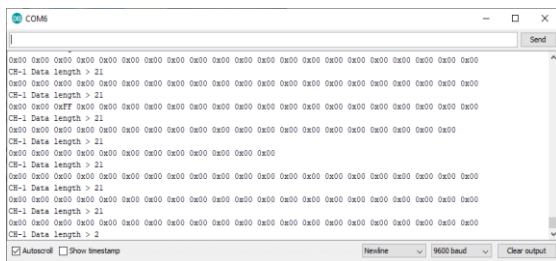 COM6
Send
0x00 0x00 0x00 0x00 0x00 0x00 0x00 0x00 0x00 0x00 0x00 0x00 0x00 0x00 0x00 0x00 0x00 0x00 0x00 0x00 0x00
CH-1 Data length > 21
0x00 0x00 0x00 0x00 0x00 0x00 0x00 0x00 0x00 0x00 0x00 0x00 0x00 0x00 0x00 0x00 0x00 0x00 0x00 0x00 0x00
CH-1 Data length > 21
0x00 0x00 0xFF 0x00 0x00 0x00 0x00 0x00 0x00 0x00 0x00 0x00 0x00 0x00 0x00 0x00 0x00 0x00 0x00 0x00 0x00
CH-1 Data length > 21
0x00 0x00 0x00 0x00 0x00 0x00 0x00 0x00 0x00 0x00 0x00 0x00 0x00 0x00 0x00 0x00 0x00 0x00 0x00 0x00
CH-1 Data length > 21
0x00 0x00 0x00 0x00 0x00 0x00 0x00 0x00 0x00 0x00 0x00 0x00
CH-1 Data length > 21
0x00 0x00 0x00 0x00 0x00 0x00 0x00 0x00 0x00 0x00 0x00 0x00 0x00 0x00 0x00 0x00 0x00 0x00 0x00 0x00 0x00
CH-1 Data length > 21
0x00 0x00 0x00 0x00 0x00 0x00 0x00 0x00 0x00 0x00 0x00 0x00 0x00 0x00 0x00 0x00 0x00 0x00 0x00 0x00 0x00
CH-1 Data length > 21
0x00 0x00 0x00 0x00 0x00 0x00 0x00 0x00 0x00 0x00 0x00 0x00 0x00 0x00 0x00 0x00 0x00 0x00 0x00 0x00 0x00
CH-1 Data length > 2
Autoscroll Show timestamp Newline 9600 baud Clear output